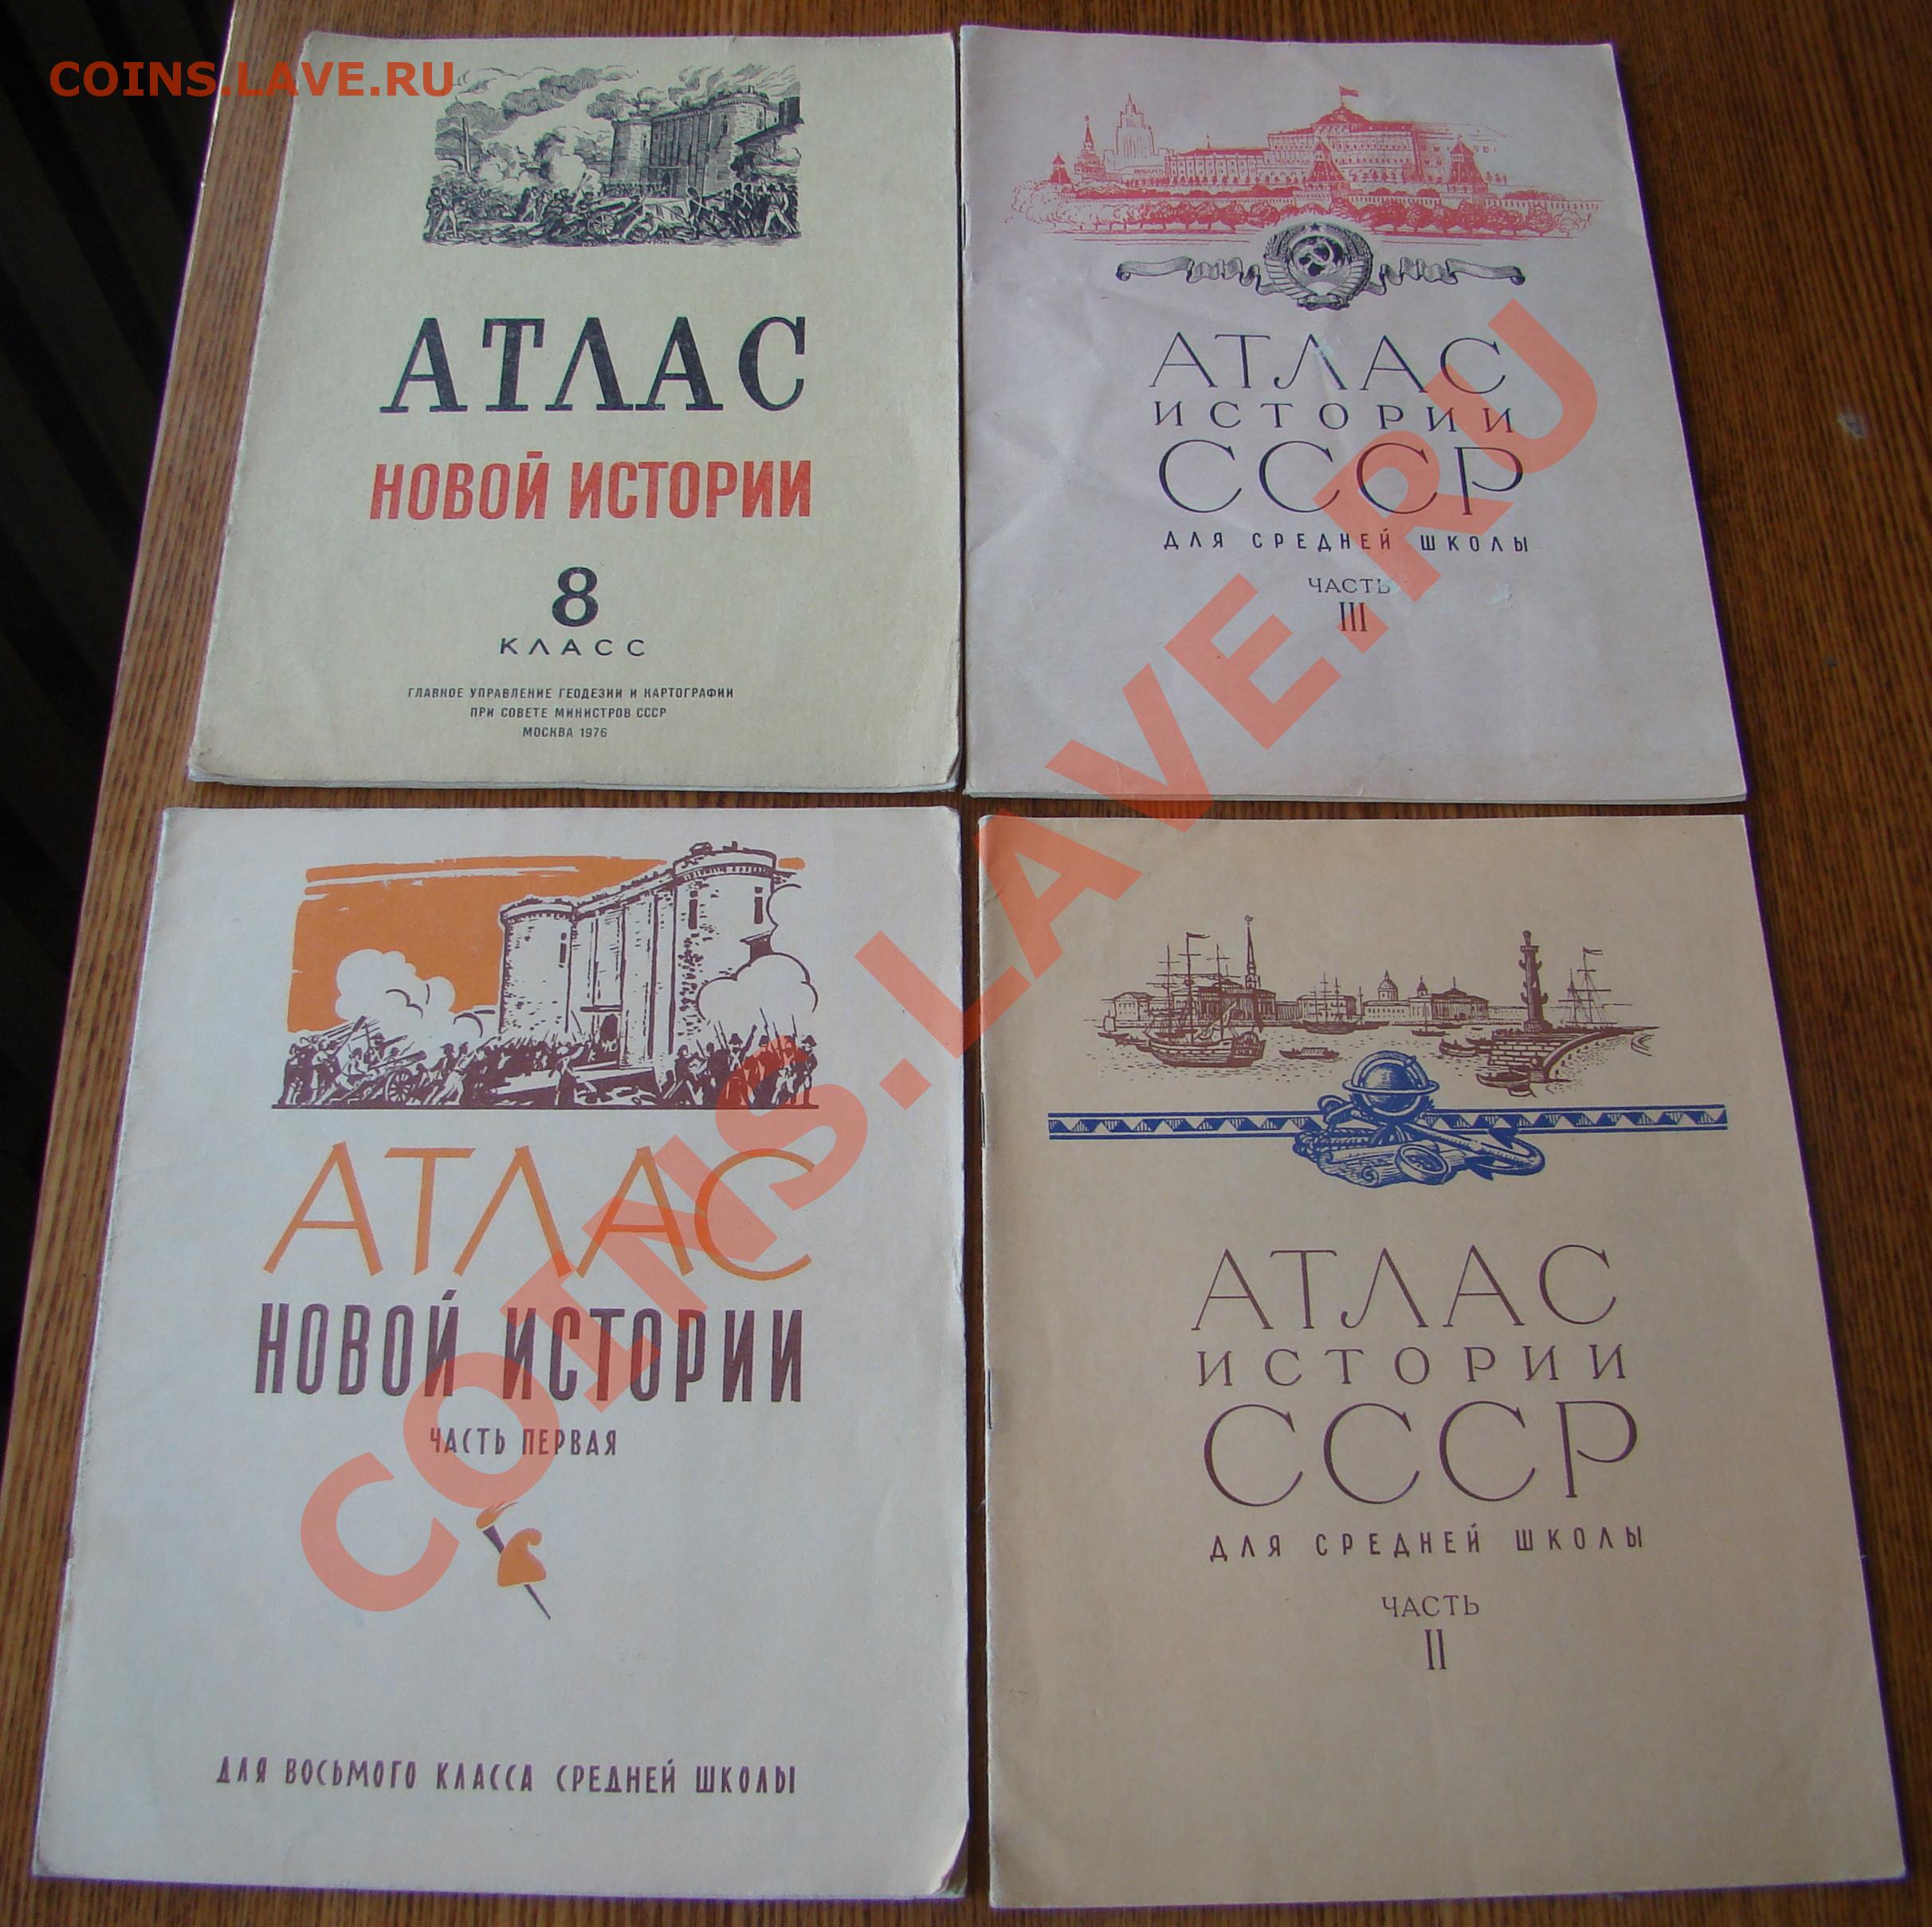 COINS.LAVE.RU
АТЛАС
НОВОЙ ИСТОРИИ
8
КЛАСС
ГЛАВНОЕ УПРАВЛЕНИЕ ГЕОДЕЗИИ И КАРТОГРАФИИ
ПРИ СОВЕТЕ МИНИСТРОВ СССР
МОСКВА 1976
АТЛАС
ИСТОРИИ
СССР
ДЛЯ СРЕДНЕЙ ШКОЛЫ
ЧАСТЬ
III
АТЛАС
НОВОЙ ИСТОРИИ
ЧАСТЬ ПЕРВАЯ
ДЛЯ ВОСЬМОГО КЛАССА СРЕДНЕЙ ШКОЛЫ
АТЛАС
ИСТОРИИ
СССР
ДЛЯ СРЕДНЕЙ ШКОЛЫ
ЧАСТЬ
II
COINS.LAVE.RU